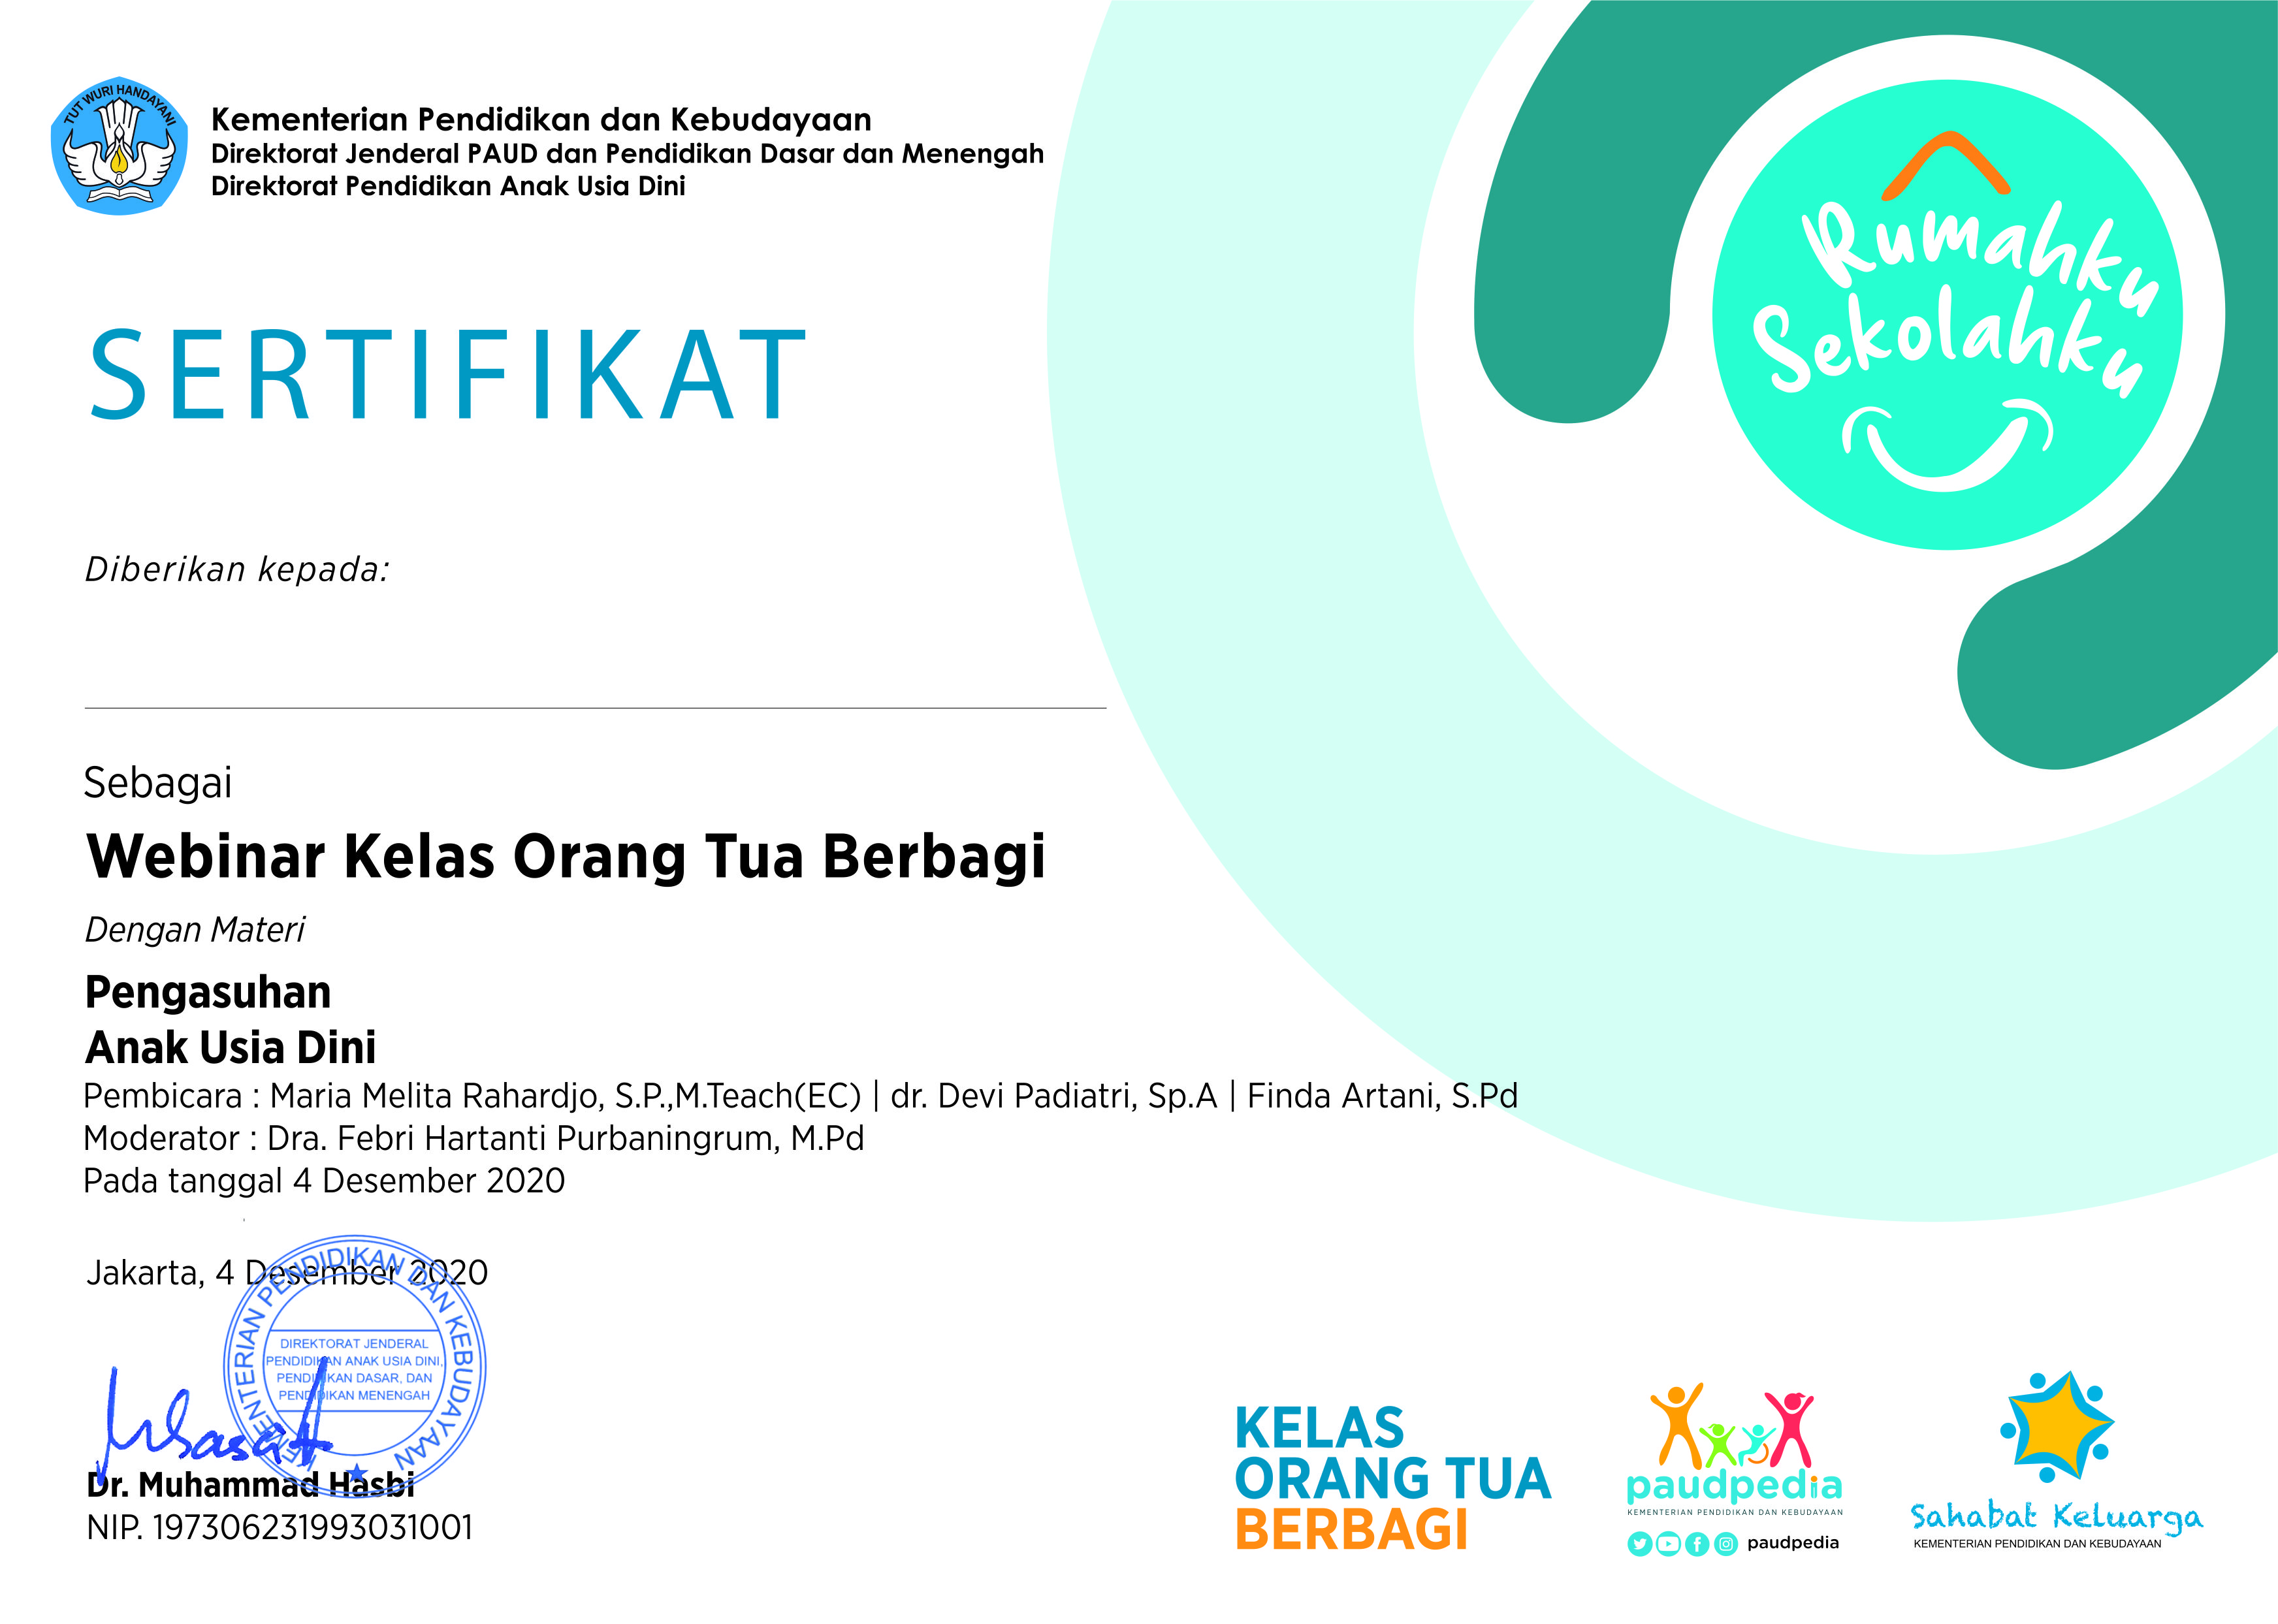 TUT WURI HANDAYANI
Kementerian Pendidikan dan Kebudayaan
Direktorat Jenderal PAUD dan Pendidikan Dasar dan Menengah
Direktorat Pendidikan Anak Usia Dini
Rumahku
Sekolahku
SERTIFIKAT
Diberikan kepada:
Sebagai
Webinar Kelas Orang Tua Berbagi
Dengan Materi
Pengasuhan
Anak Usia Dini
Pembicara : Maria Melita Rahardjo, S.P.,M.Teach(EC) | dr. Devi Padiatri, Sp.A | Finda Artani, S.Pd
Moderator : Dra. Febri Hartanti Purbaningrum, M.Pd
Pada tanggal 4 Desember 2020
Jakarta, 4 Desember 2020
KEMENTERIAN PENDIDIKAN DAN KEBUDAYAAN
DIREKTORAT JENDERAL
PENDIDIKAN ANAK USIA DINI,
PENDIDIKAN DASAR, DAN
PENDIDIKAN MENENGAH
Dr. Muhammad Hasbi
NIP. 197306231993031001
KELAS
ORANG TUA
BERBAGI
paudpedia
KEMENTERIAN PENDIDIKAN DAN KEBUDAYAAN
paudpedia
Sahabat Keluarga
KEMENTERIAN PENDIDIKAN DAN KEBUDAYAAN